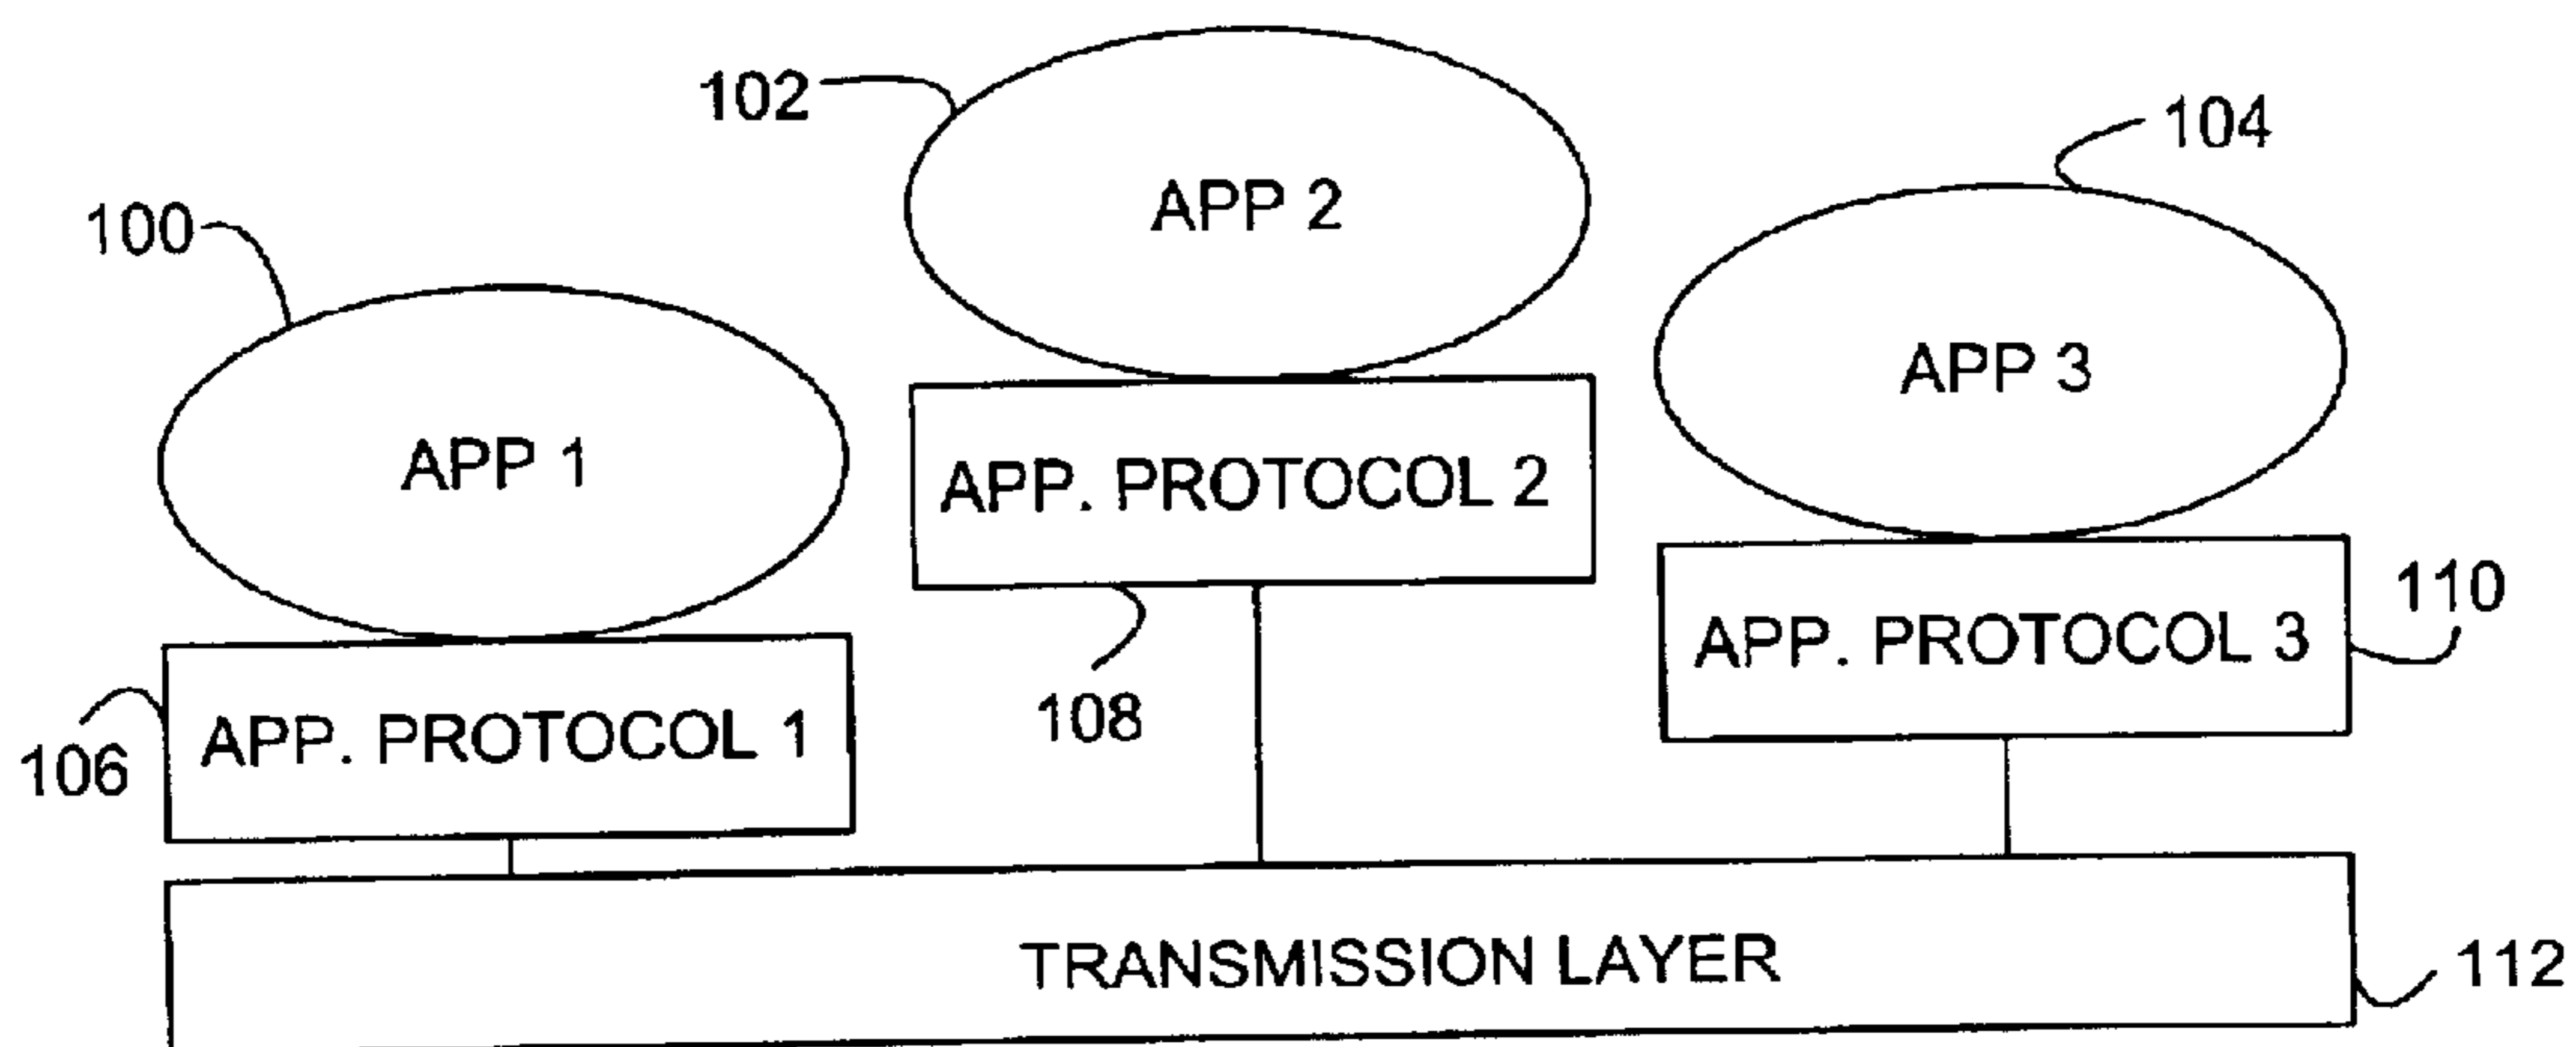 102
104
100
APP 2
APP 3
APP 1
APP. PROTOCOL 2
110
APP. PROTOCOL 3
108
106
APP. PROTOCOL 1
TRANSMISSION LAYER
112